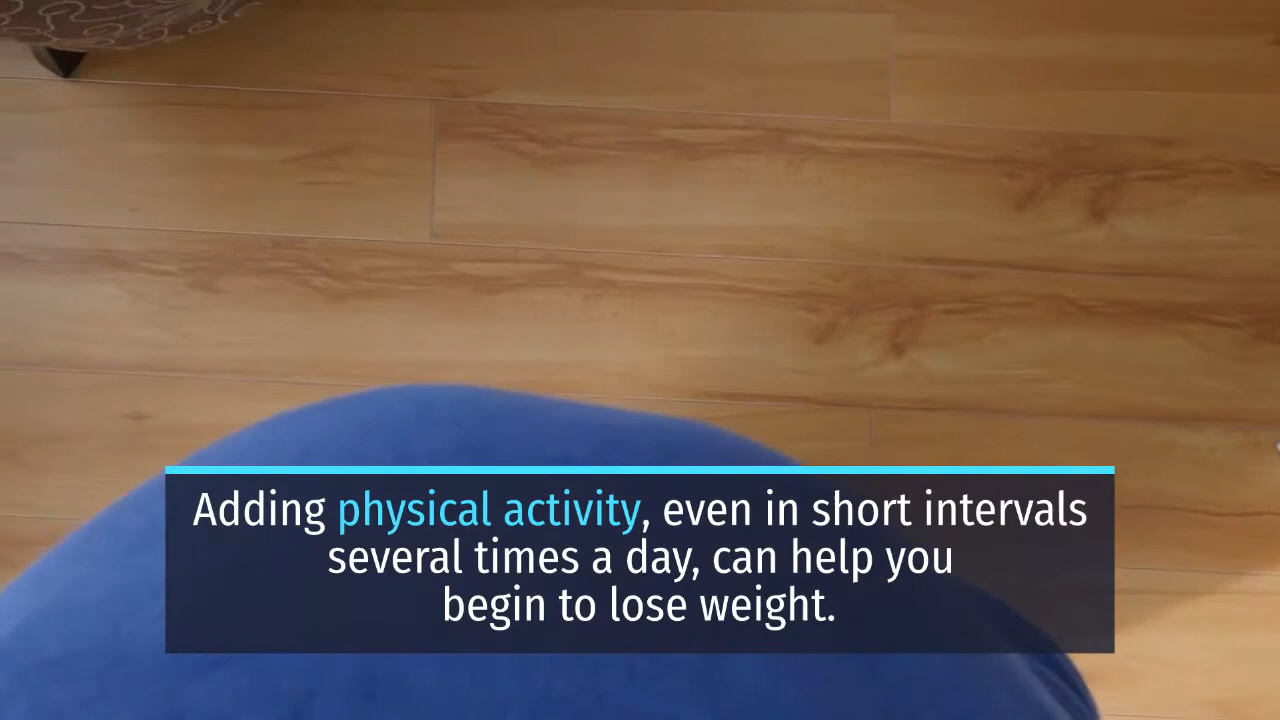 Adding physical activity, even in short intervals
several times a day, can help you
begin to lose weight.